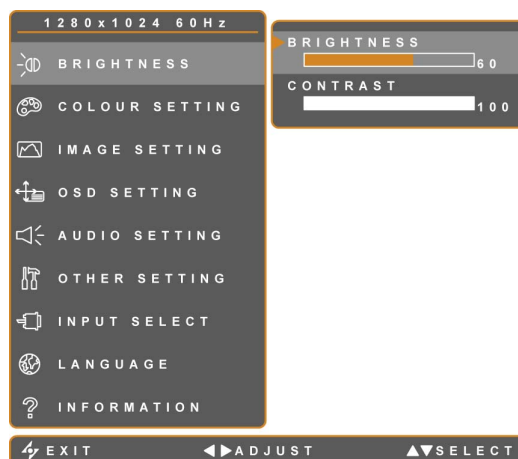 1280x1024 60Hz
BRIGHTNESS
COLOUR SETTING
IMAGE SETTING
OSD SETTING
AUDIO SETTING
OTHER SETTING
INPUT SELECT
LANGUAGE
INFORMATION
BRIGHTNESS
60
CONTRAST
100
EXIT ADJUST SELECT